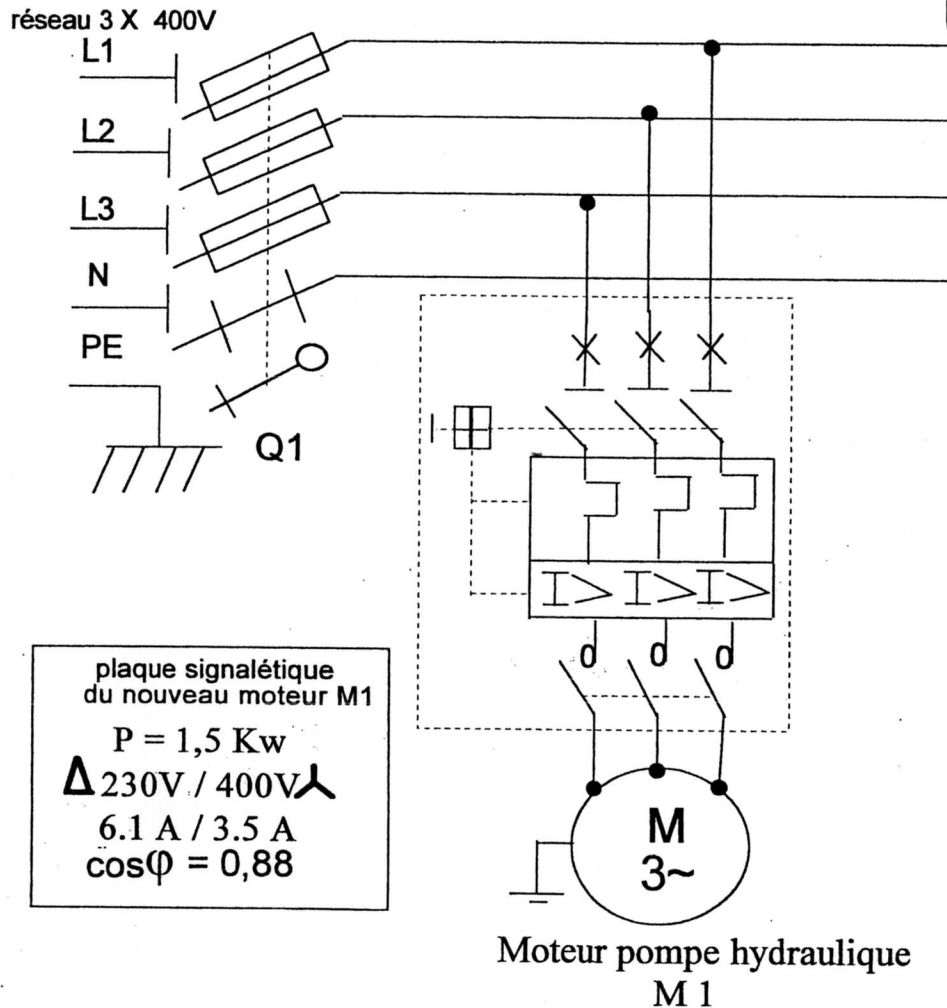 réseau 3 X 400V
L1
L2
L3
N
PE
Q1
plaque signalétique
du nouveau moteur M1
P = 1,5 Kw
Δ 230V / 400V
6.1 A / 3.5 A
cosφ = 0,88
M
3~
Moteur pompe hydraulique
M 1